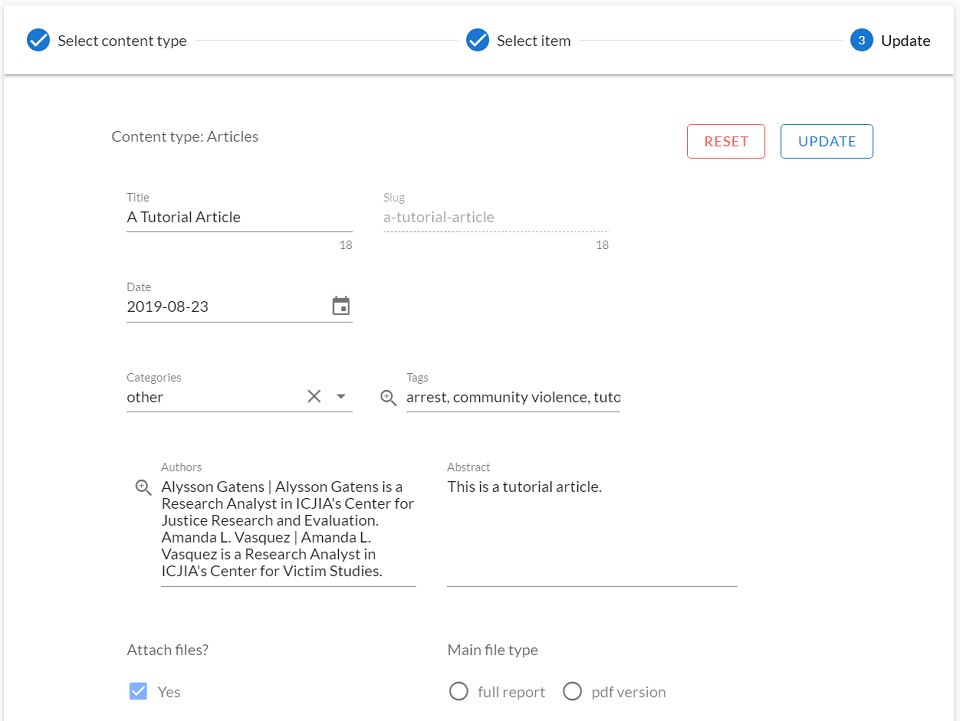 Select content type
Select item
3 Update
Content type: Articles
RESET
UPDATE
Title
A Tutorial Article
18
Slug
a-tutorial-article
18
Date
2019-08-23
Categories
other
Tags
arrest, community violence, tuto
Authors
Alysson Gatens | Alysson Gatens is a
Research Analyst in ICJIA's Center for
Justice Research and Evaluation.
Amanda L. Vasquez | Amanda L.
Vasquez is a Research Analyst in
ICJIA's Center for Victim Studies.
Abstract
This is a tutorial article.
Attach files?
Yes
Main file type
full report
pdf version